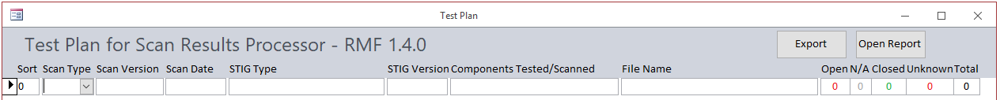 Test Plan
Test Plan for Scan Results Processor - RMF 1.4.0
Export
Open Report
Sort Scan Type Scan Version Scan Date STIG Type STIG Version Components Tested/Scanned File Name Open N/A Closed Unknown Total
0 0 0 0 0 0